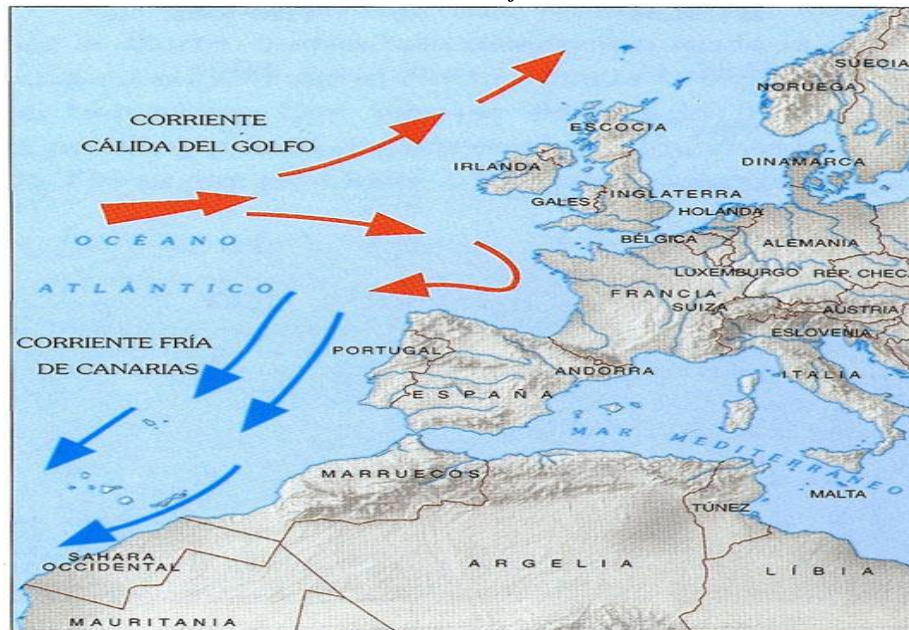 SUECIA
NORUEGA
CORRIENTE
CÁLIDA DEL GOLFO
ESCOCIA
IRLANDA
DINAMARCA
GALES
INGLATERRA
HOLANDA
OCÉANO
ATLÁNTICO
BÉLGICA
ALEMANIA
LUXEMBURGO
REP. CHECA
FRANCIA
SUIZA
AUSTRIA
ESLOVENIA
CORRIENTE FRÍA
DE CANARIAS
PORTUGAL
ANDORRA
ITALIA
ESPAÑA
MAR MEDITERRÁNEO
MARRUECOS
TÚNEZ
MALTA
SAHARA
OCCIDENTAL
ARGELIA
LÍBIA
MAURITANIA